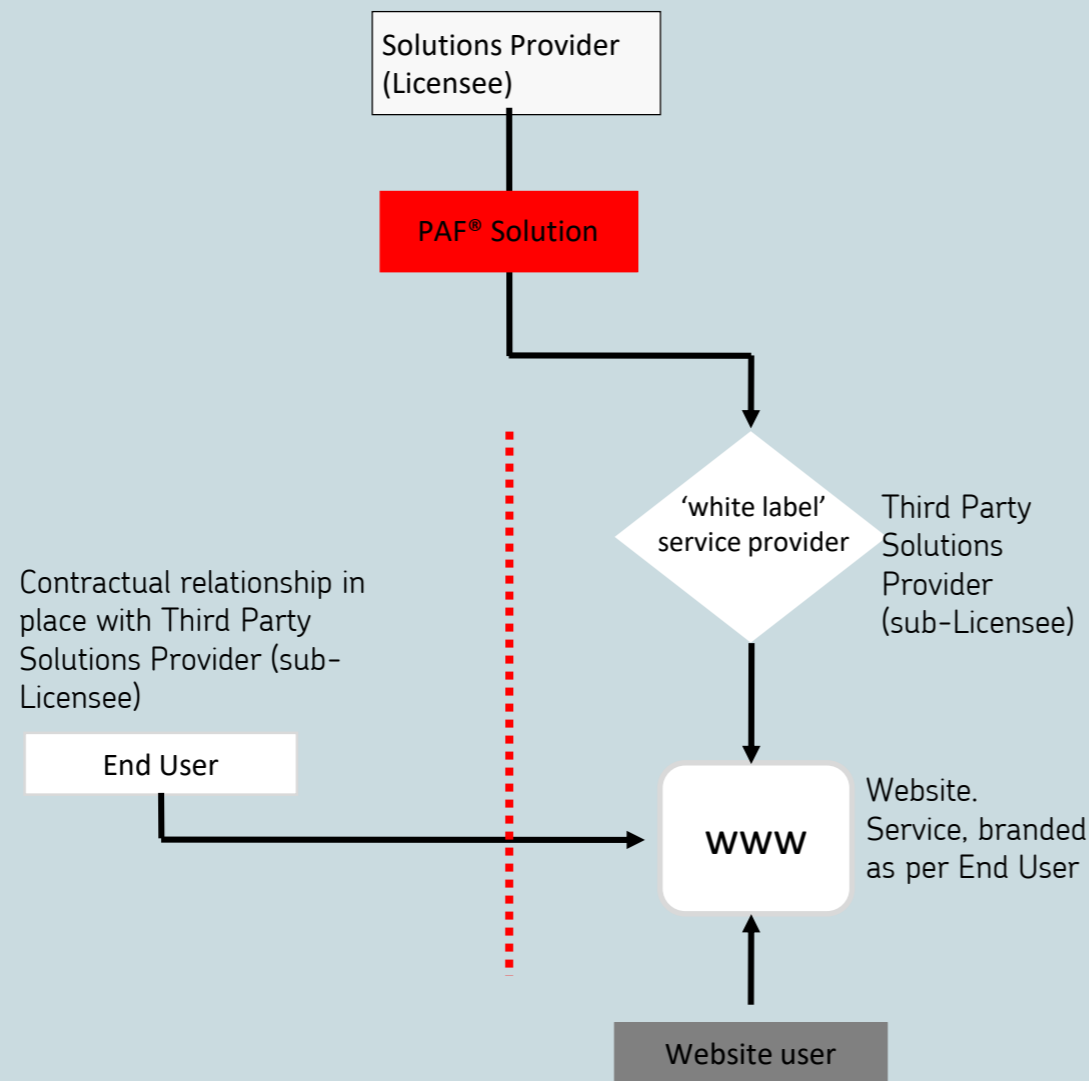 Solutions Provider
(Licensee)
PAF® Solution
‘white label’
service provider
Third Party
Solutions
Provider
(sub-Licensee)
Contractual relationship in
place with Third Party
Solutions Provider (sub-
Licensee)
End User
www
Website.
Service, branded
as per End User
Website user